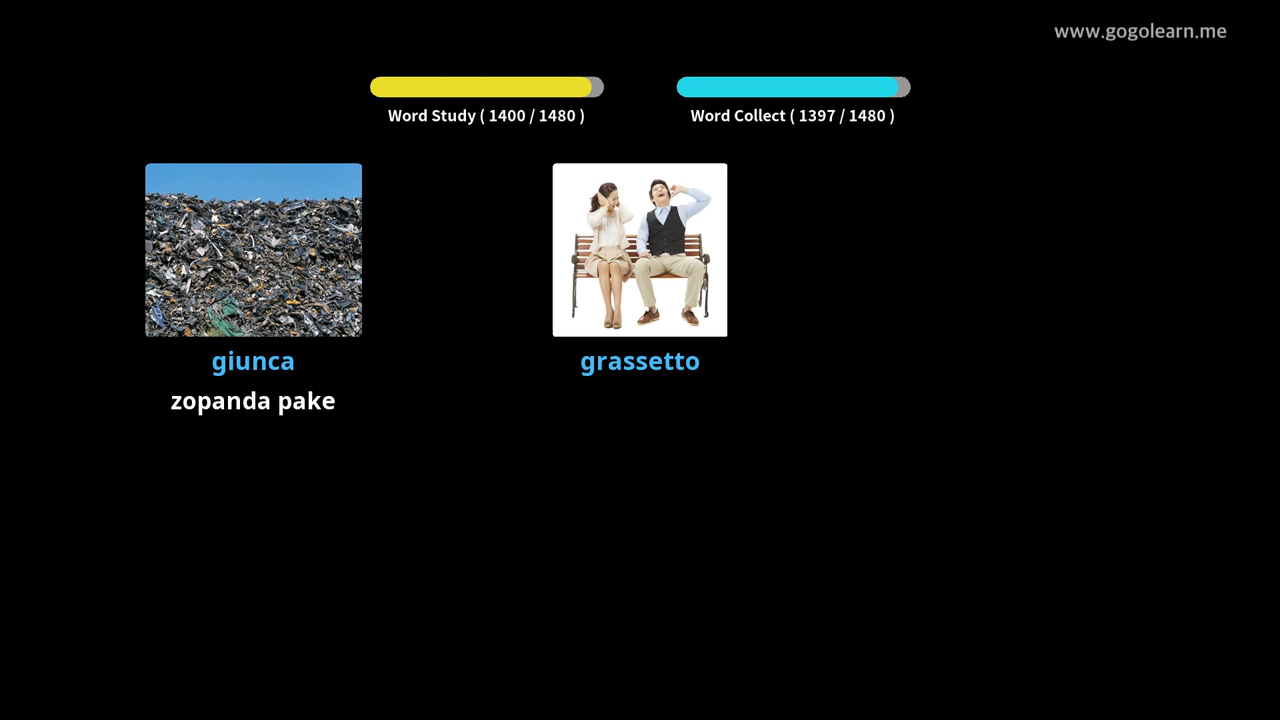 www.gogolearn.me
Word Study ( 1400 / 1480 )
Word Collect ( 1397 / 1480 )
giunca
grassetto
zopanda pake